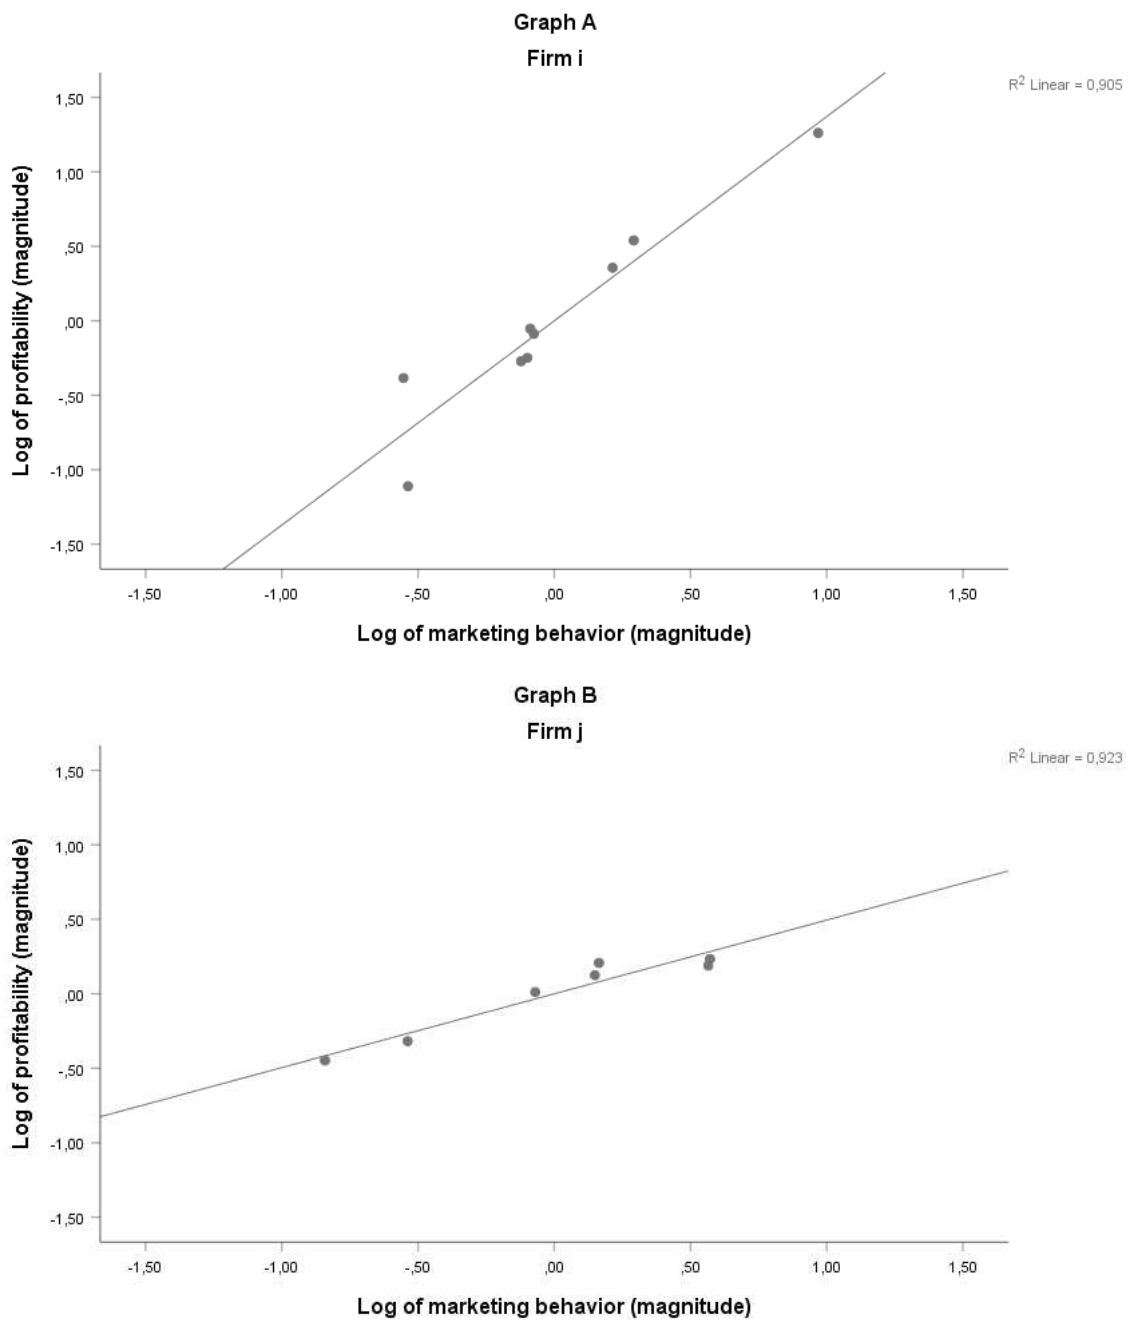 Graph A
Firm i
R² Linear = 0,905
1,50
1,00
,50
,00
-,50
-1,00
-1,50
Log of profitability (magnitude)
-1,50 -1,00 -,50 ,00 ,50 1,00 1,50
Log of marketing behavior (magnitude)
Graph B
Firm j
R² Linear = 0,923
1,50
1,00
,50
,00
-,50
-1,00
-1,50
Log of profitability (magnitude)
-1,50 -1,00 -,50 ,00 ,50 1,00 1,50
Log of marketing behavior (magnitude)